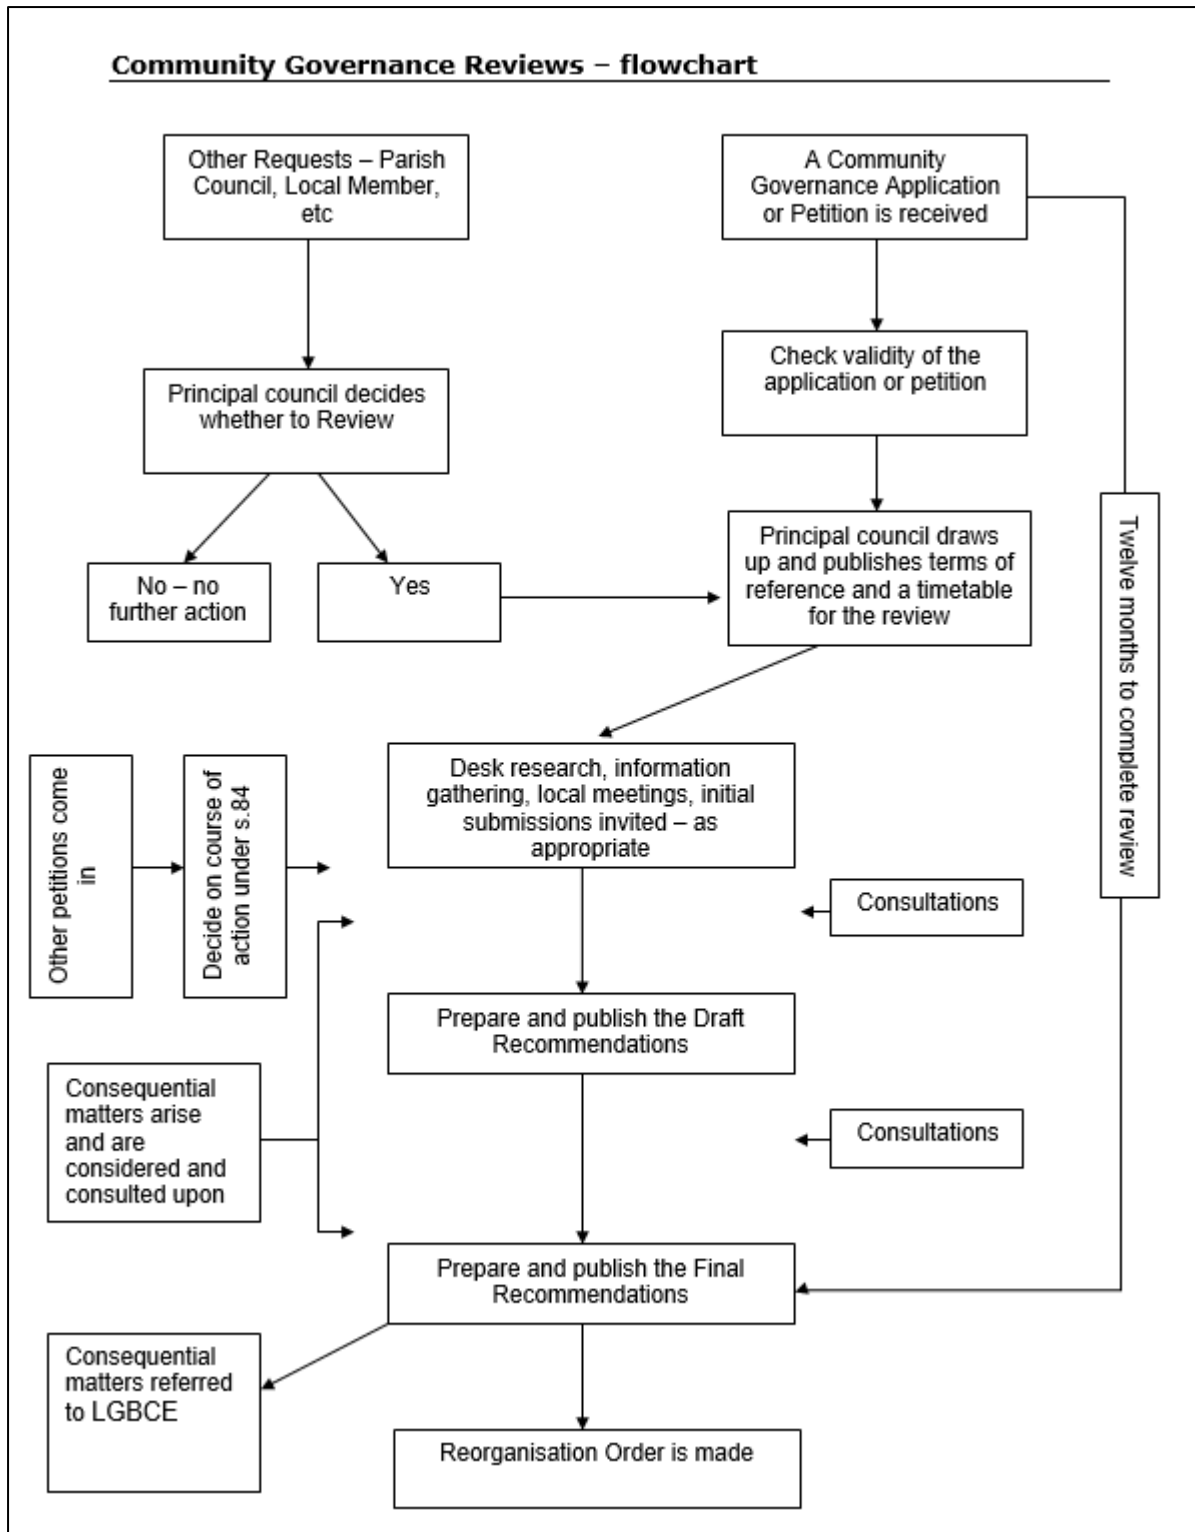 Community Governance Reviews – flowchart
Other Requests – Parish
Council, Local Member,
etc
A Community
Governance Application
or Petition is received
Check validity of the
application or petition
Principal council decides
whether to Review
Principal council draws
up and publishes terms of
reference and a timetable
for the review
No – no
further action
Yes
Twelve months to complete review
Desk research, information
gathering, local meetings, initial
submissions invited – as
appropriate
Other petitions come
in
Decide on course of
action under s.84
Consultations
Prepare and publish the Draft
Recommendations
Consequential
matters arise
and are
considered and
consulted upon
Consultations
Prepare and publish the Final
Recommendations
Consequential
matters referred
to LGBCE
Reorganisation Order is made